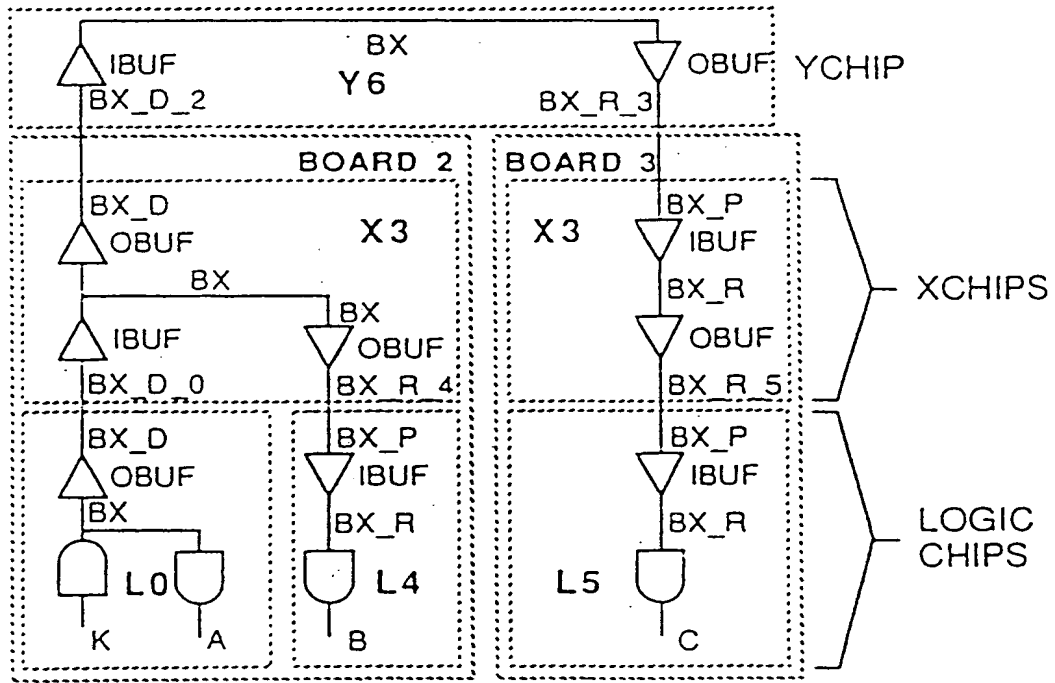 BX
IBUF
OBUF
YCHIP
Y6
BX_D_2
BX_R_3
BOARD 2
BOARD 3
BX_D
X3
OBUF
BX
BX
IBUF
OBUF
BX_D_0
BX_R_4
X3
BX_P
IBUF
BX_R
OBUF
BX_R_5
XCHIPS
BX_D
OBUF
BX
L0
K
A
BX_P
IBUF
BX_R
L4
B
BX_P
IBUF
BX_R
L5
C
LOGIC
CHIPS